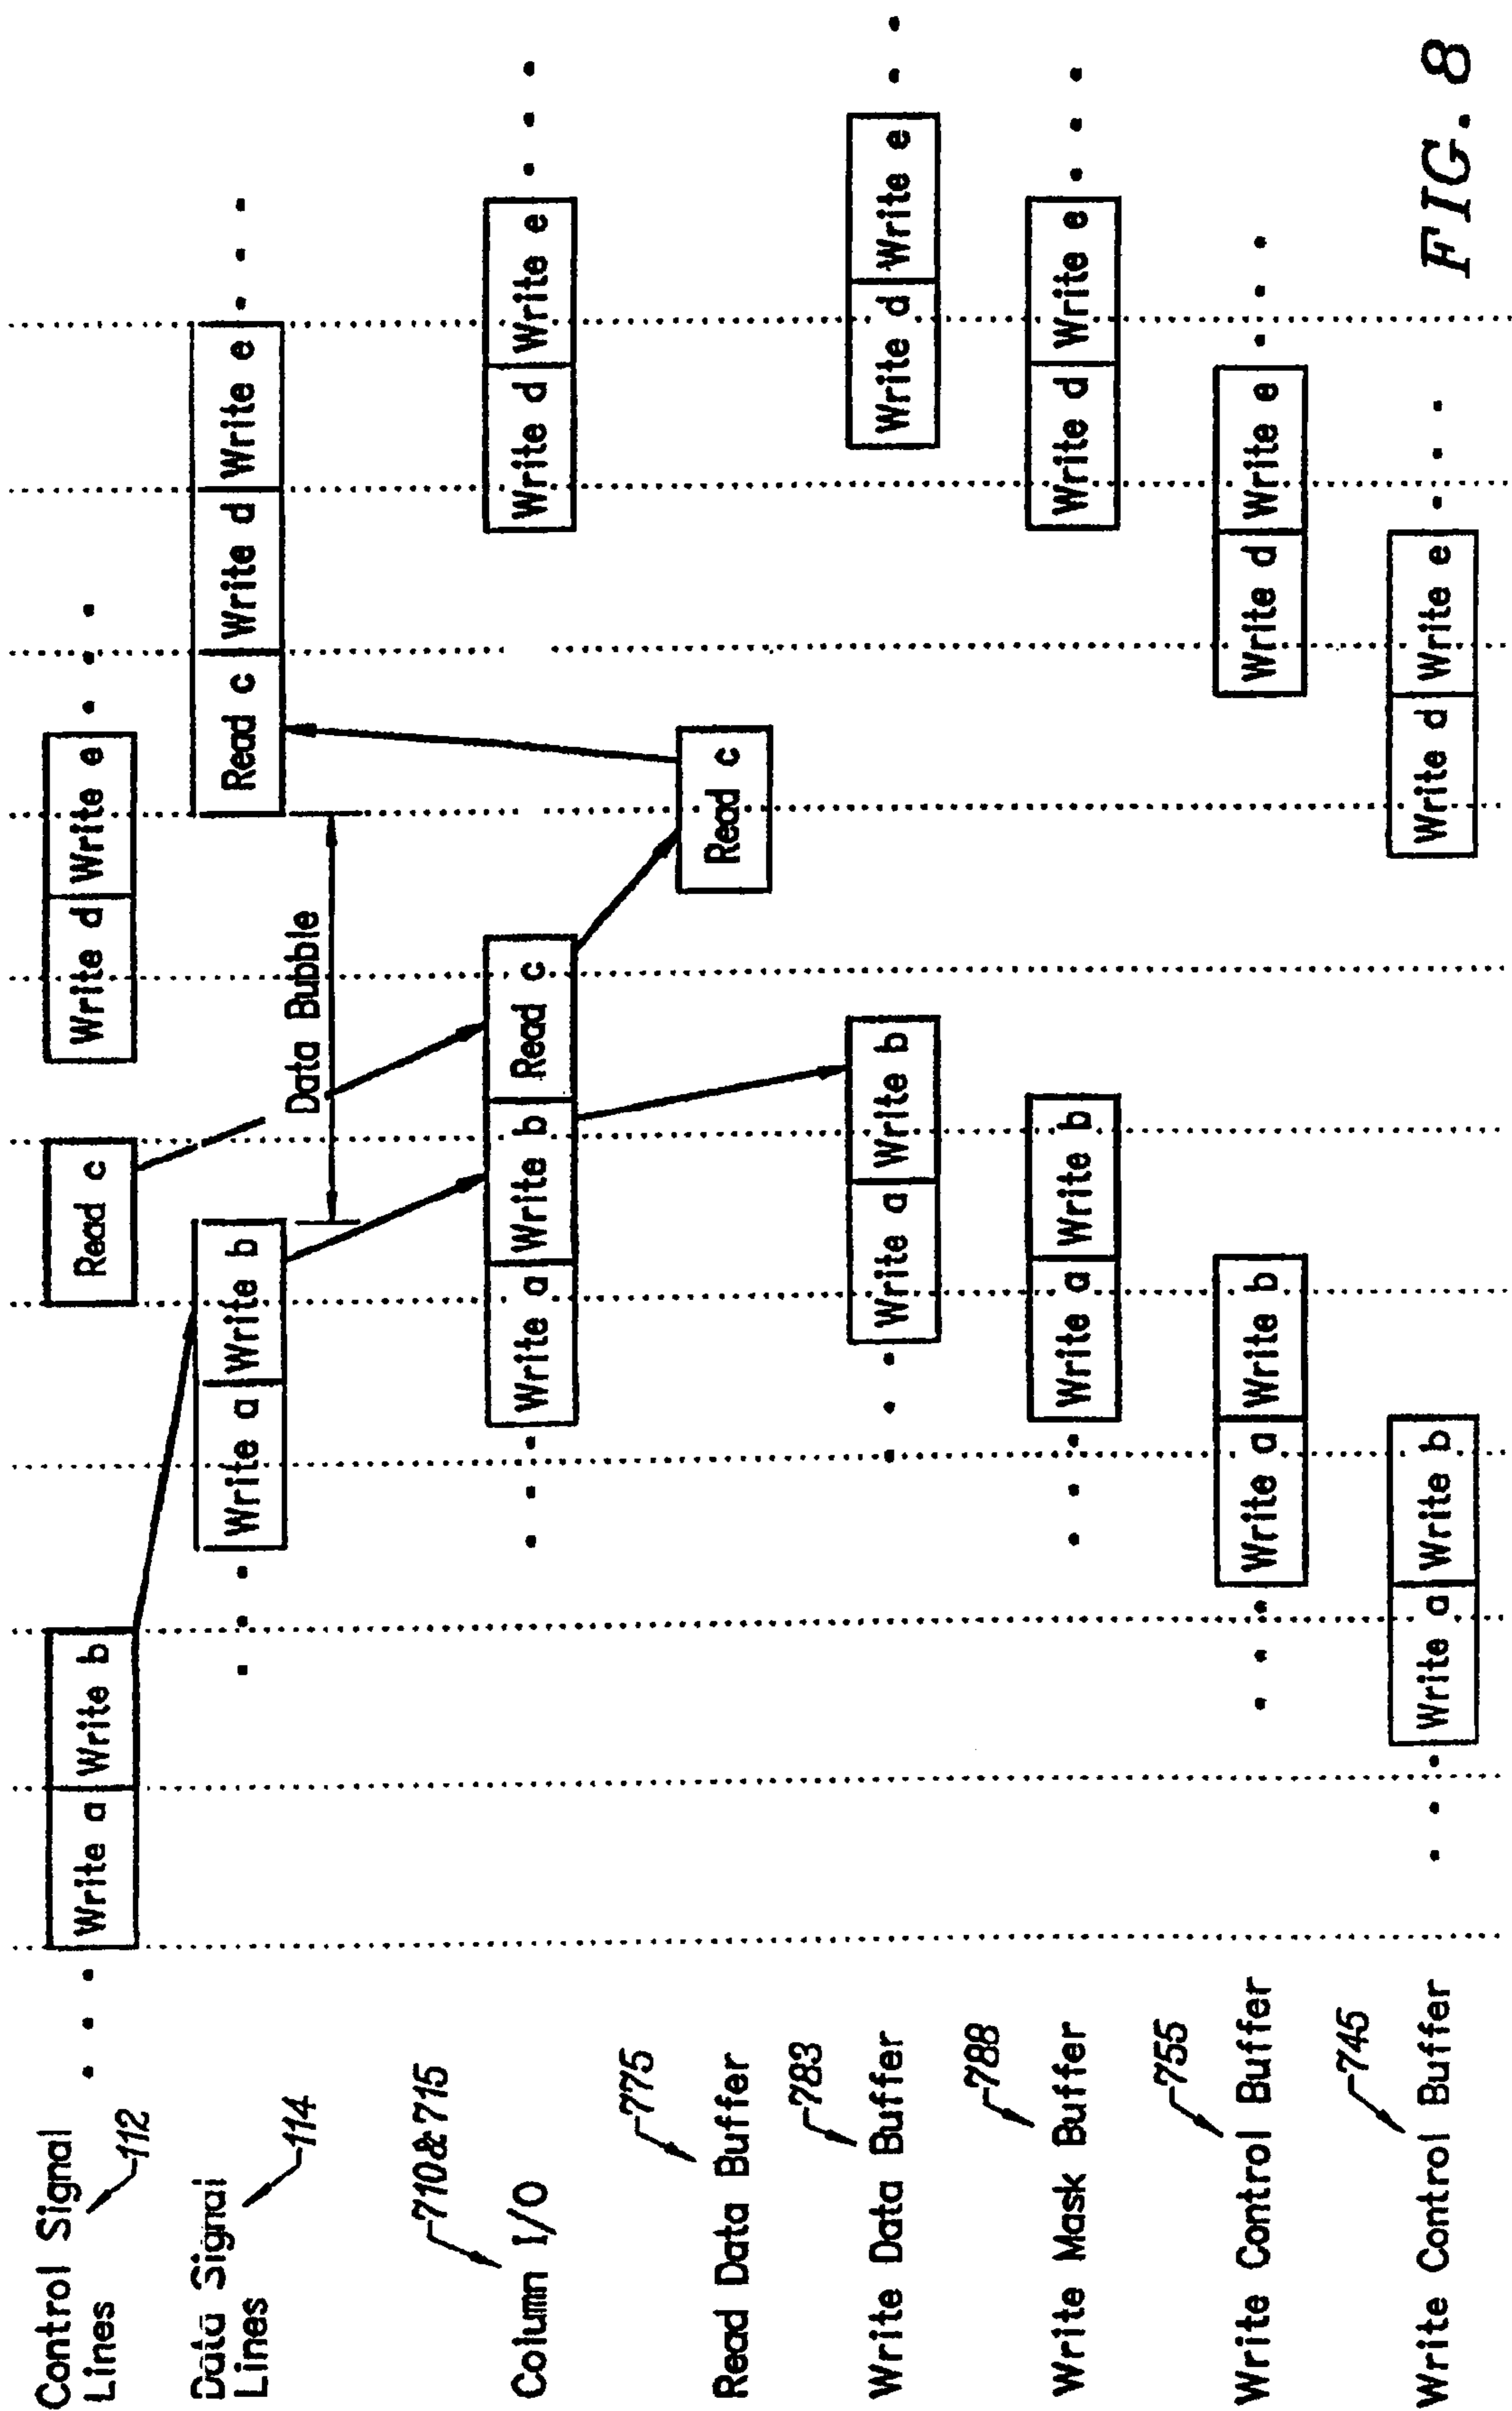 Control Signal
Lines
112
Write a Write b
Read c
Write d Write e
Data Signal
Lines
114
Write a Write b
Read c Write d Write e
Data Bubble
710&715
Column I/O
Write a Write b Read c
Write d Write e
775
Read Data Buffer
Read c
783
Write Data Buffer
Write a Write b
Write d Write e
788
Write Mask Buffer
Write a Write b
Write d Write e
755
Write Control Buffer
Write a Write b
Write d Write e
745
Write Control Buffer
Write a Write b
Write d Write e
FIG. 8